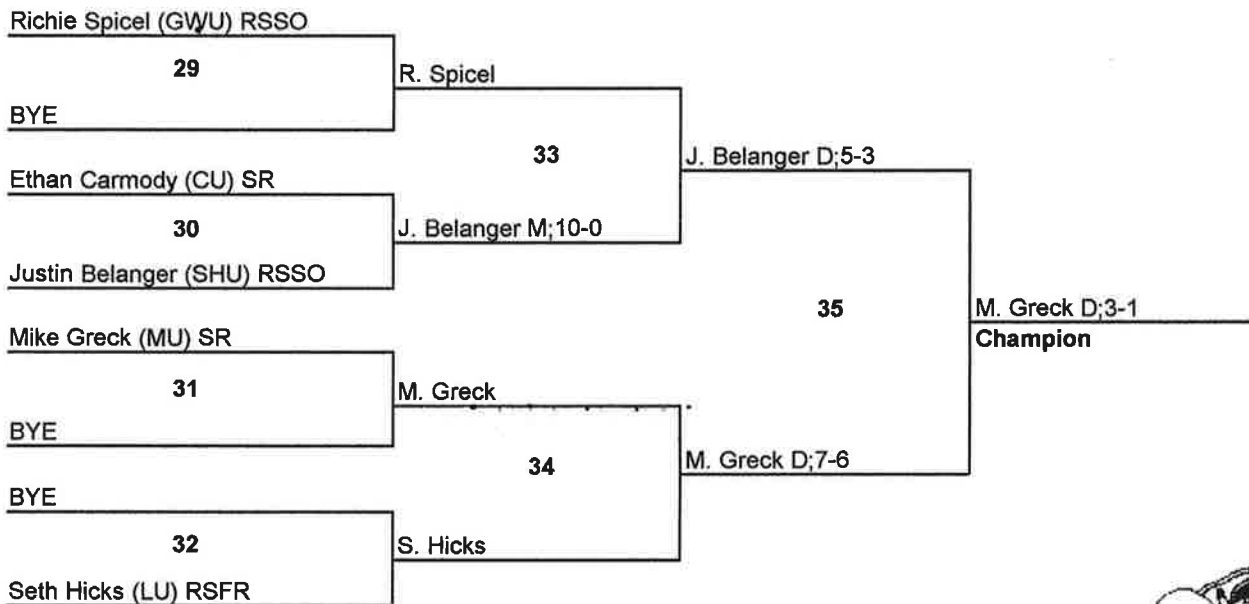 Richie Spicel (GWU) RSSO
29
R. Spicel
BYE
33
J. Belanger D;5-3
Ethan Carmody (CU) SR
30
J. Belanger M;10-0
Justin Belanger (SHU) RSSO
35
M. Greck D;3-1
Champion
Mike Greck (MU) SR
31
M. Greck
BYE
34
M. Greck D;7-6
BYE
32
S. Hicks
Seth Hicks (LU) RSFR